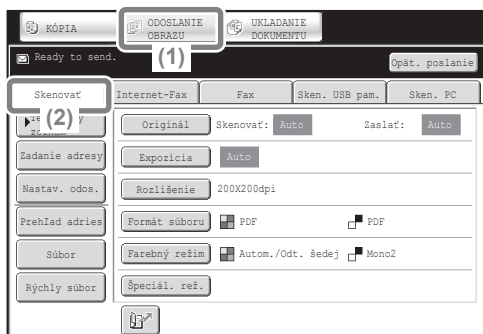 KÓPIA
ODOSLANIE
OBRAZU
UKLADANIE
DOKUMENTU
Ready to send.
(1)
Opät. poslanie
Skenovať
Internet-Fax
Fax
Sken. USB pam.
Sken. PC
(2)
Originál
Skenovať: Auto
Zaslať: Auto
Zadanie adresy
Expozícia
Auto
Nastav. odos.
Rozlíšenie
200X200dpi
Prehľad adries
Formát súboru
PDF
PDF
Súbor
Farebný režim
Autom./Odt. šedej
Mono2
Rýchly súbor
Špeciál. rež.